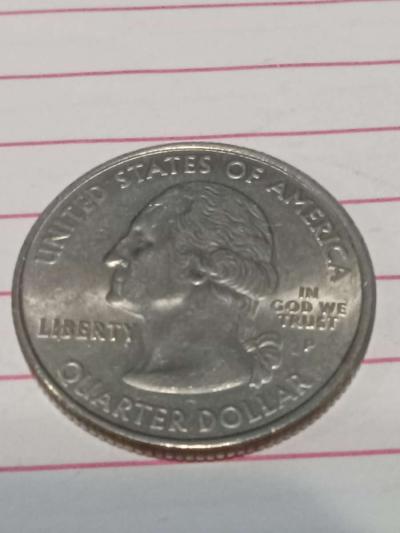 UNITED STATES OF AMERICA
LIBERTY
IN
GOD WE
TRUST
P
QUARTER DOLLAR